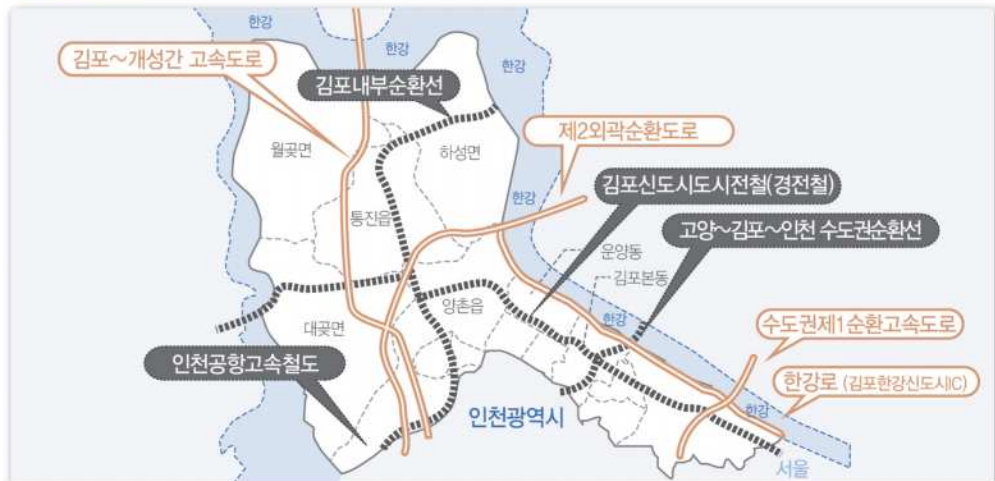 한강
한강
한강
김포~개성간 고속도로
김포내부순환선
제2외곽순환도로
월곶면
하성면
한강
김포신도시도시전철(경전철)
통진읍
고양~김포~인천 수도권순환선
운양동
김포본동
양촌읍
한강
대곶면
수도권제1순환고속도로
인천공항고속철도
한강로 (김포한강신도시IC)
인천광역시
한강
서울